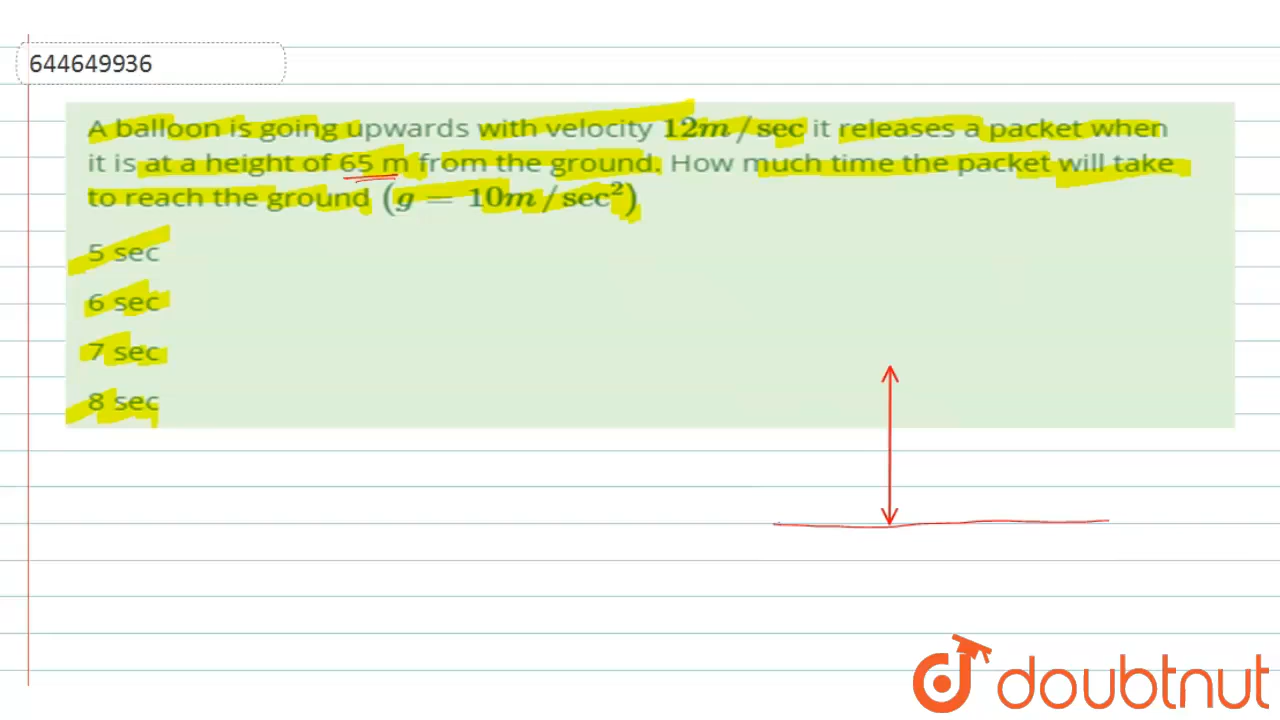 644649936
A balloon is going upwards with velocity 12m/sec it releases a packet when
it is at a height of 65 m from the ground. How much time the packet will take
to reach the ground (g = 10m/sec²)
5 sec
6 sec
7 sec
8 sec
doubtnut